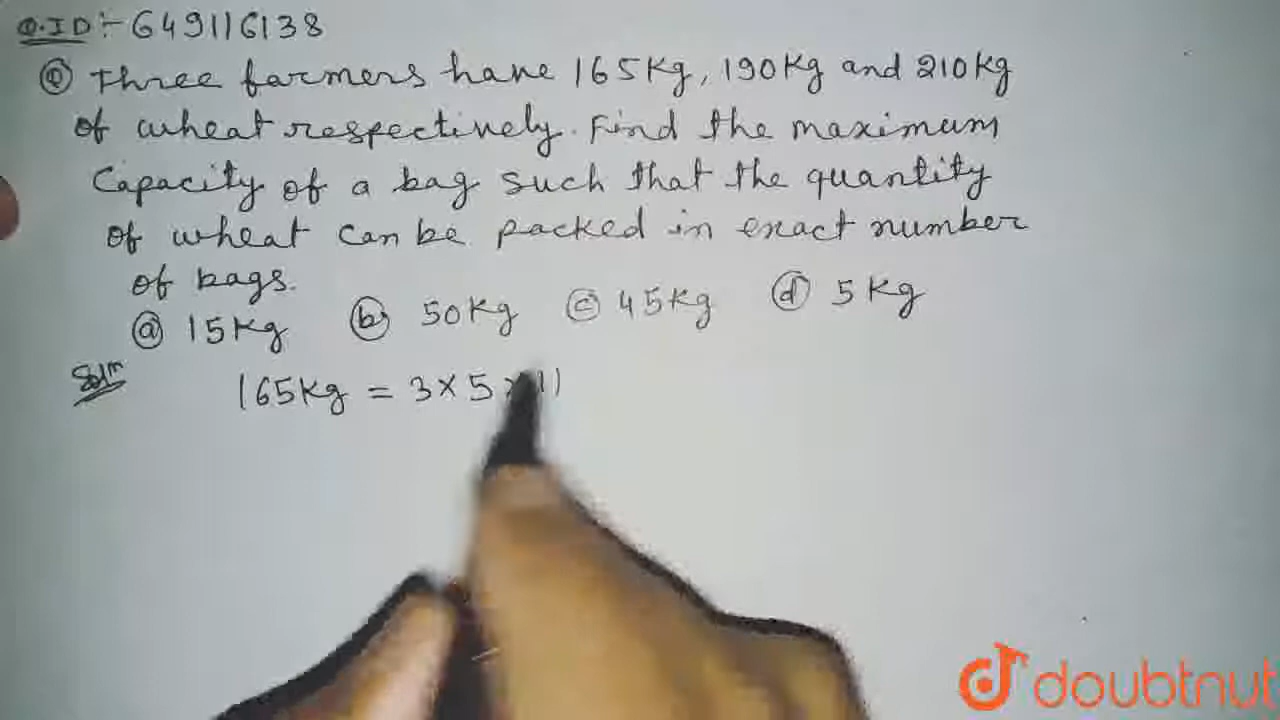 Q.ID:- 649116138
Q Three farmers have 165Kg, 190Kg and 210Kg
of wheat respectively. Find the maximum
Capacity of a bag such that the quantity
of wheat can be packed in exact number
of bags.
a 15Kg b 50Kg c 45Kg d 5Kg
Soln 165Kg = 3 × 5 × 11
doubtnut